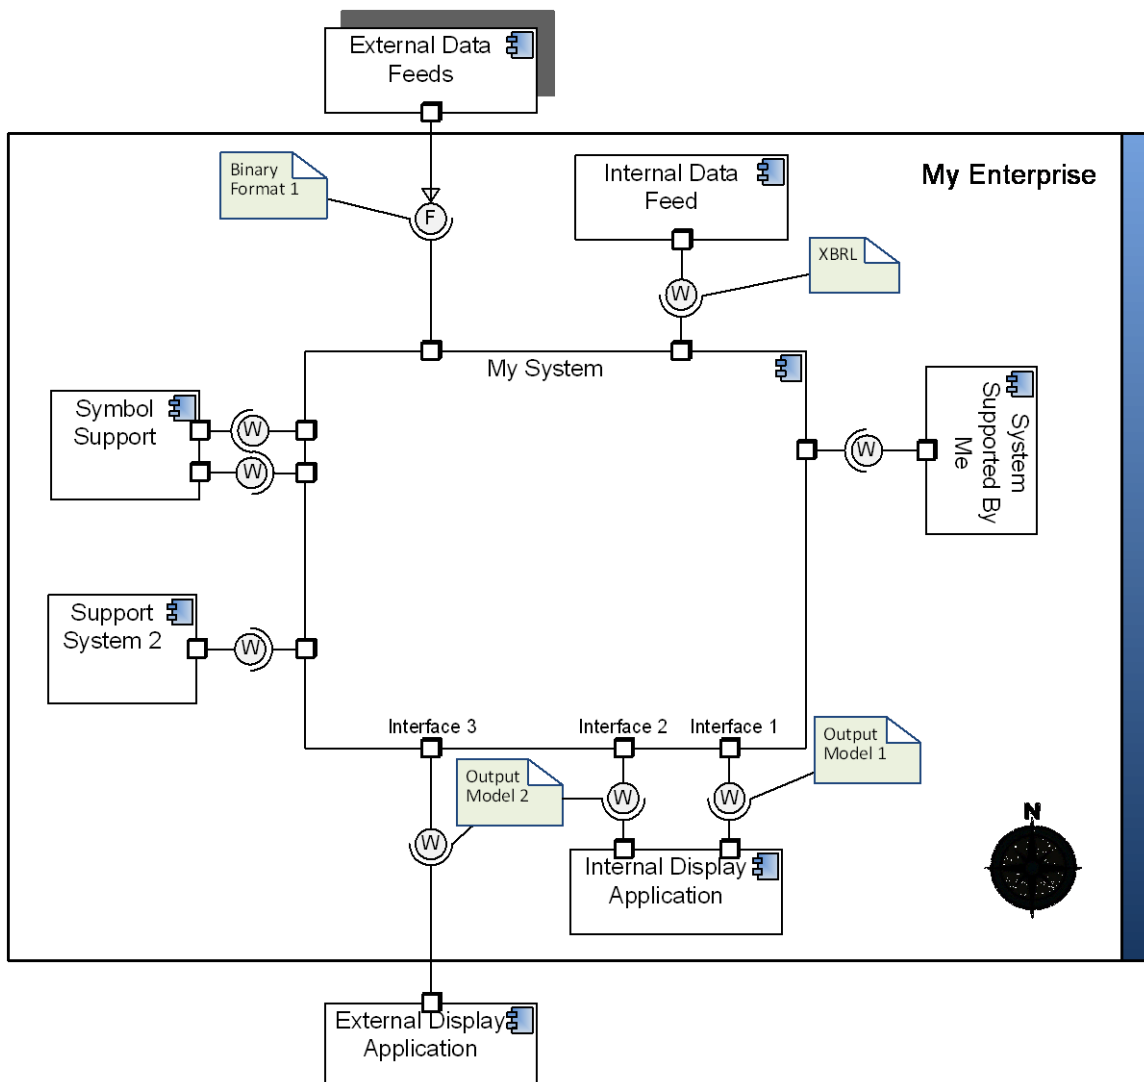 External Data
Feeds
Binary
Format 1
F
Internal Data
Feed
My Enterprise
XBRL
W
My System
Symbol
Support
W
W
W
System
Supported By
Me
Support
System 2
W
Interface 3
Interface 2
Interface 1
Output
Model 1
Output
Model 2
W
W
W
N
Internal Display
Application
External Display
Application